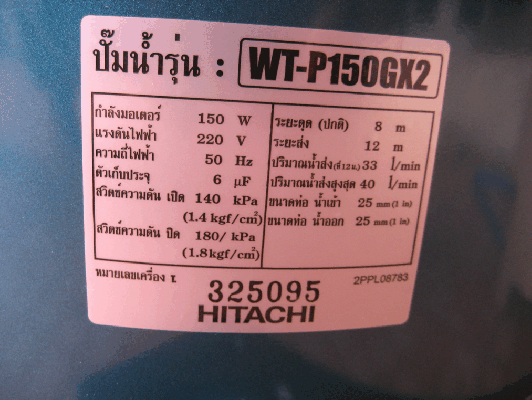 ปั๊มน้ำรุ่น : WT-P150GX2
กำลังมอเตอร์ 150 W
แรงดันไฟฟ้า 220 V
ความถี่ไฟฟ้า 50 Hz
ตัวเก็บประจุ 6 µF
สวิตช์ความดัน เปิด 140 kPa
(1.4 kgf/cm²)
สวิตช์ความดัน ปิด 180/ kPa
(1.8kgf/cm²)
ระยะดูด (ปกติ) 8 m
ระยะส่ง 12 m
ปริมาณน้ำส่ง(ที่12ม.) 33 l/min
ปริมาณน้ำส่งสูงสุด 40 l/min
ขนาดท่อ น้ำเข้า 25 mm (1 in)
ขนาดท่อ น้ำออก 25 mm (1 in)
หมายเลขเครื่อง τ.
325095
2PPL08783
HITACHI